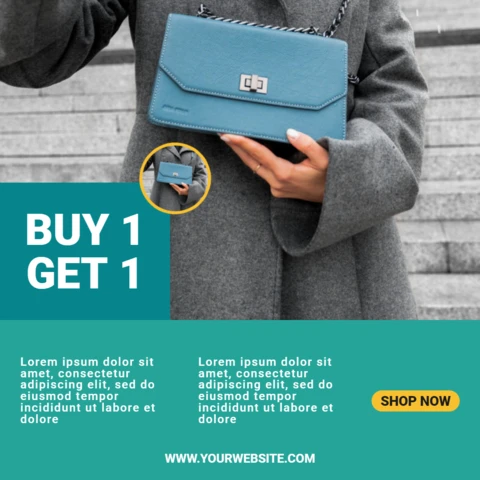 BUY 1
GET 1
Lorem ipsum dolor sit
amet, consectetur
adipiscing elit, sed do
eiusmod tempor
incididunt ut labore et
dolore
Lorem ipsum dolor sit
amet, consectetur
adipiscing elit, sed do
eiusmod tempor
incididunt ut labore et
dolore
SHOP NOW
WWW.YOURWEBSITE.COM